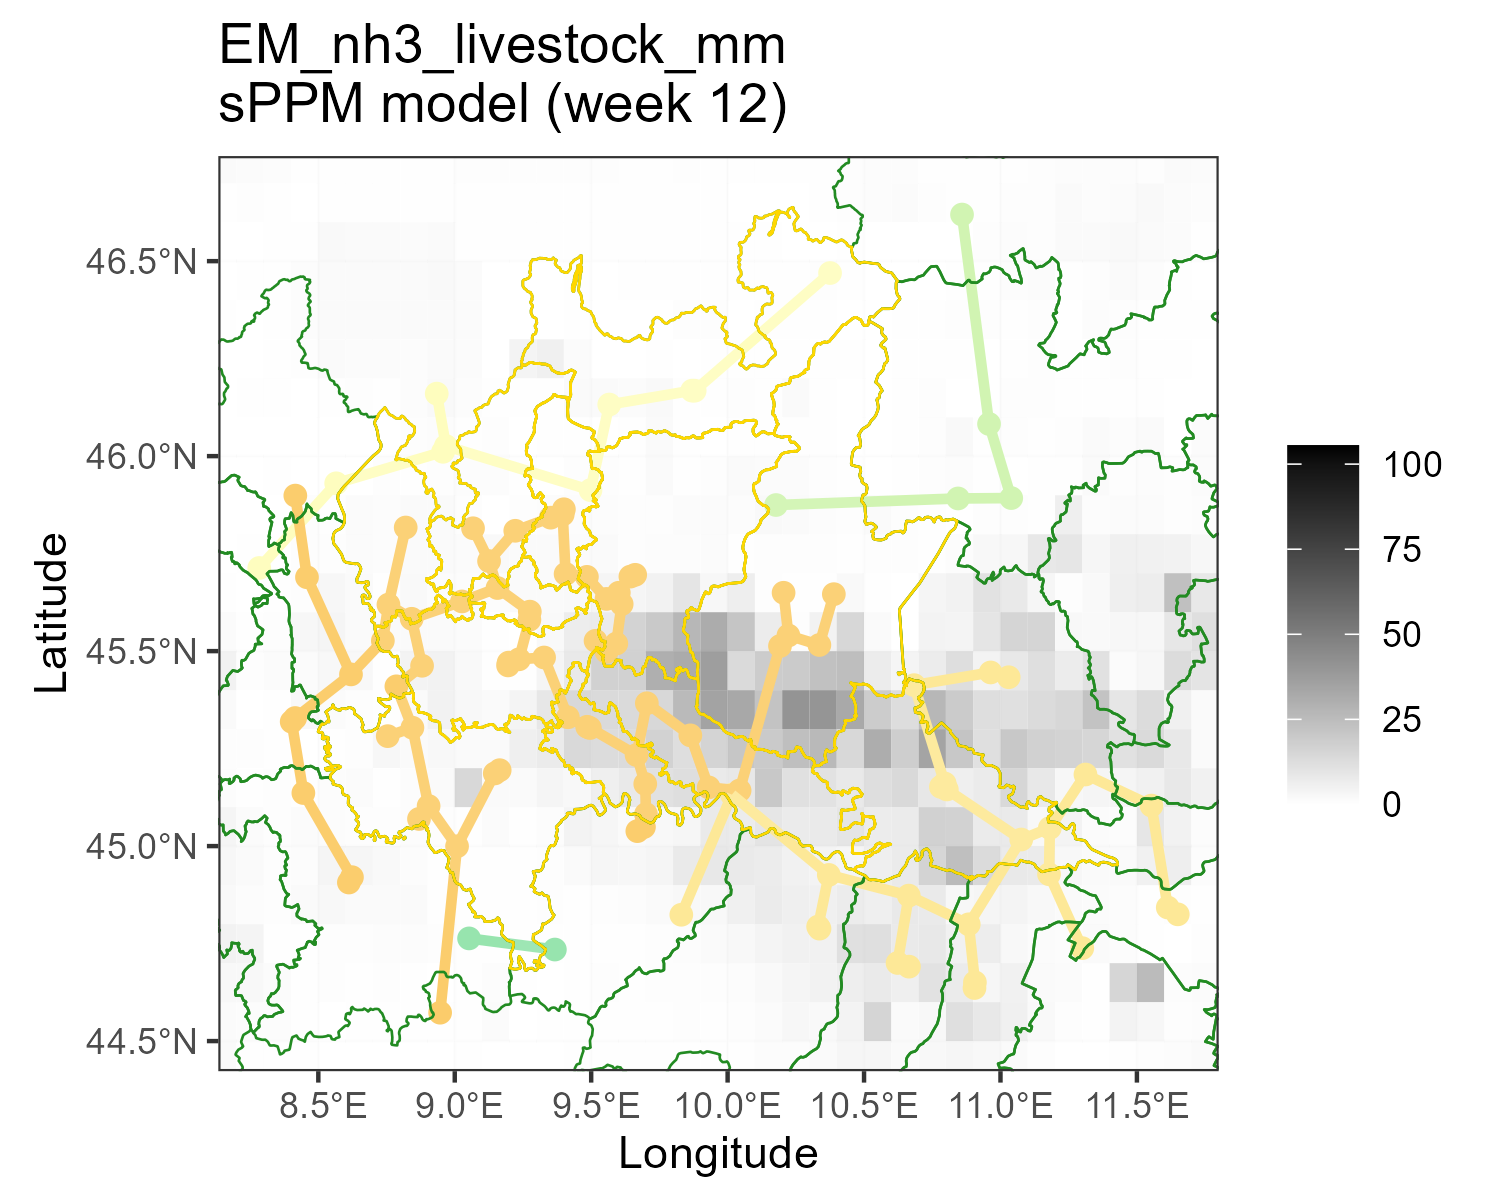 EM_nh3_livestock_mm
sPPM model (week 12)
46.5°N
46.0°N
45.5°N
45.0°N
44.5°N
Latitude
8.5°E 9.0°E 9.5°E 10.0°E 10.5°E 11.0°E 11.5°E
Longitude
100
75
50
25
0